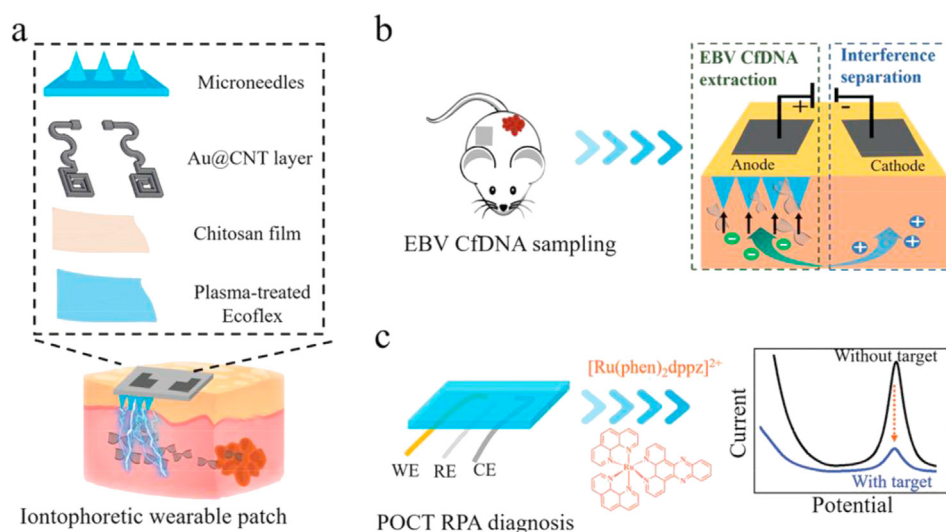 a
Microneedles
Au@CNT layer
Chitosan film
Plasma-treated
Ecoflex
Iontophoretic wearable patch
b
EBV CfDNA sampling
EBV CfDNA
extraction
Interference
separation
+
-
Anode
Cathode
- - - -
+ + +
c
WE
RE
CE
POCT RPA diagnosis
[Ru(phen)₂dppz]²⁺
N
N
N
N
Ru
N
N
N
N
Current
Without target
With target
Potential